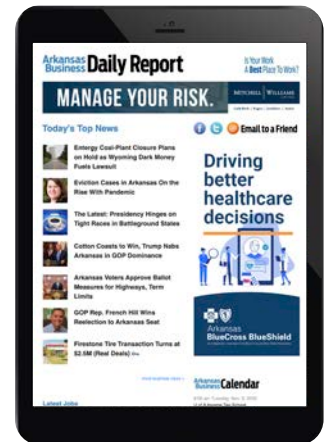 Arkansas
Business Daily Report
Is Your Work
A Best Place To Work?
MANAGE YOUR RISK.
MITCHELL WILLIAMS
Today's Top News
Email to a Friend
Entergy Coal-Plant Closure Plans
on Hold as Wyoming Dark Money
Fuels Lawsuit
Eviction Cases in Arkansas On the
Rise With Pandemic
The Latest: Presidency Hinges on
Tight Races in Battleground States
Cotton Coasts to Win, Trump Nabs
Arkansas in GOP Dominance
Arkansas Voters Approve Ballot
Measures for Highways, Term
Limits
GOP Rep. French Hill Wins
Reelection to Arkansas Seat
Firestone Tire Transaction Turns at
$2.5M (Real Deals)
Driving
better
healthcare
decisions
Arkansas
BlueCross BlueShield
Arkansas
Business Calendar
Latest Jobs